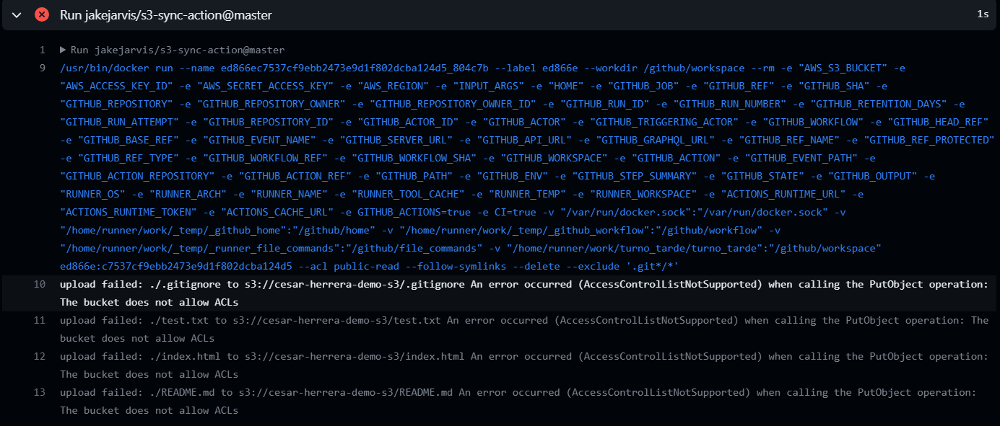 Run jakejarvis/s3-sync-action@master 1s
1 Run jakejarvis/s3-sync-action@master
9 /usr/bin/docker run --name ed866ec7537cf9ebb2473e9d1f802dcba124d5_804c7b --label ed866e --workdir /github/workspace --rm -e "AWS_S3_BUCKET" -e
"AWS_ACCESS_KEY_ID" -e "AWS_SECRET_ACCESS_KEY" -e "AWS_REGION" -e "INPUT_ARGS" -e "HOME" -e "GITHUB_JOB" -e "GITHUB_REF" -e "GITHUB_SHA" -e
"GITHUB_REPOSITORY" -e "GITHUB_REPOSITORY_OWNER" -e "GITHUB_REPOSITORY_OWNER_ID" -e "GITHUB_RUN_ID" -e "GITHUB_RUN_NUMBER" -e "GITHUB_RETENTION_DAYS" -e
"GITHUB_RUN_ATTEMPT" -e "GITHUB_REPOSITORY_ID" -e "GITHUB_ACTOR_ID" -e "GITHUB_ACTOR" -e "GITHUB_TRIGGERING_ACTOR" -e "GITHUB_WORKFLOW" -e "GITHUB_HEAD_REF"
-e "GITHUB_BASE_REF" -e "GITHUB_EVENT_NAME" -e "GITHUB_SERVER_URL" -e "GITHUB_API_URL" -e "GITHUB_GRAPHQL_URL" -e "GITHUB_REF_NAME" -e "GITHUB_REF_PROTECTED"
-e "GITHUB_REF_TYPE" -e "GITHUB_WORKFLOW_REF" -e "GITHUB_WORKFLOW_SHA" -e "GITHUB_WORKSPACE" -e "GITHUB_ACTION" -e "GITHUB_EVENT_PATH" -e
"GITHUB_ACTION_REPOSITORY" -e "GITHUB_ACTION_REF" -e "GITHUB_PATH" -e "GITHUB_ENV" -e "GITHUB_STEP_SUMMARY" -e "GITHUB_STATE" -e "GITHUB_OUTPUT" -e
"RUNNER_OS" -e "RUNNER_ARCH" -e "RUNNER_NAME" -e "RUNNER_TOOL_CACHE" -e "RUNNER_TEMP" -e "RUNNER_WORKSPACE" -e "ACTIONS_RUNTIME_URL" -e
"ACTIONS_RUNTIME_TOKEN" -e "ACTIONS_CACHE_URL" -e GITHUB_ACTIONS=true -e CI=true -v "/var/run/docker.sock":"/var/run/docker.sock" -v
"/home/runner/work/_temp/_github_home":"/github/home" -v "/home/runner/work/_temp/_github_workflow":"/github/workflow" -v
"/home/runner/work/_temp/_runner_file_commands":"/github/file_commands" -v "/home/runner/work/turno_tarde/turno_tarde":"/github/workspace"
ed866e:c7537cf9ebb2473e9d1f802dcba124d5 --acl public-read --follow-symlinks --delete --exclude '.git*/*'
10 upload failed: ./.gitignore to s3://cesar-herrera-demo-s3/.gitignore An error occurred (AccessControlListNotSupported) when calling the PutObject operation:
The bucket does not allow ACLs
11 upload failed: ./test.txt to s3://cesar-herrera-demo-s3/test.txt An error occurred (AccessControlListNotSupported) when calling the PutObject operation: The
bucket does not allow ACLs
12 upload failed: ./index.html to s3://cesar-herrera-demo-s3/index.html An error occurred (AccessControlListNotSupported) when calling the PutObject operation:
The bucket does not allow ACLs
13 upload failed: ./README.md to s3://cesar-herrera-demo-s3/README.md An error occurred (AccessControlListNotSupported) when calling the PutObject operation:
The bucket does not allow ACLs